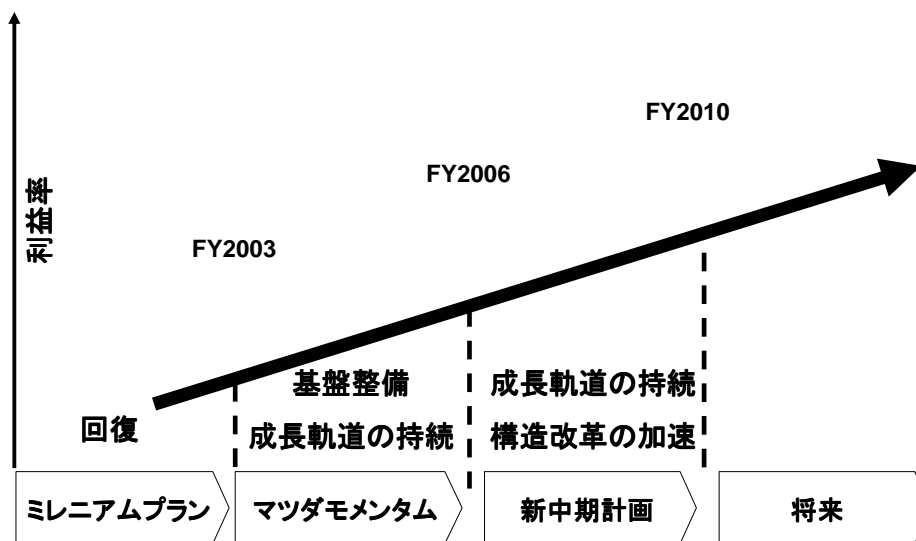 FY2010
FY2006
利益率
FY2003
基盤整備
成長軌道の持続
成長軌道の持続
構造改革の加速
回復
ミレニアムプラン
マツダモメンタム
新中期計画
将来